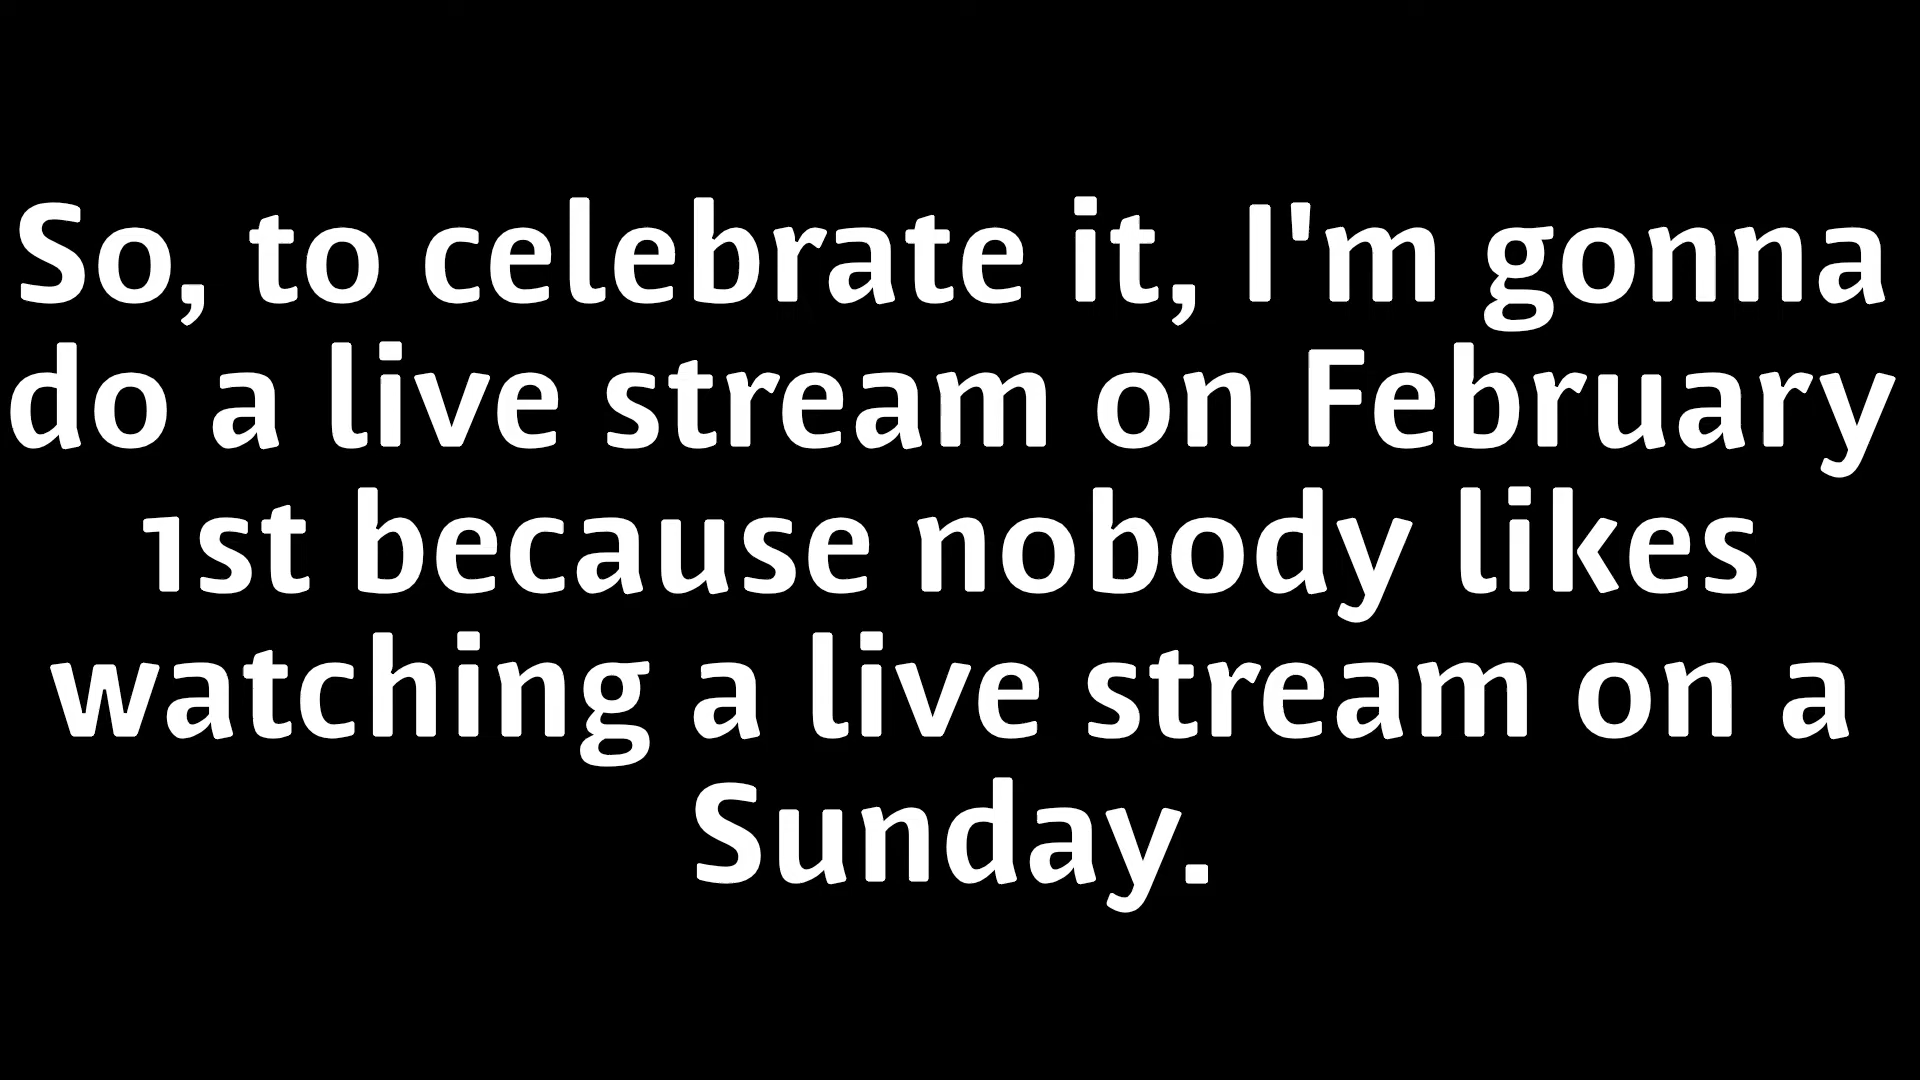 So, to celebrate it, I'm gonna
do a live stream on February
1st because nobody likes
watching a live stream on a
Sunday.